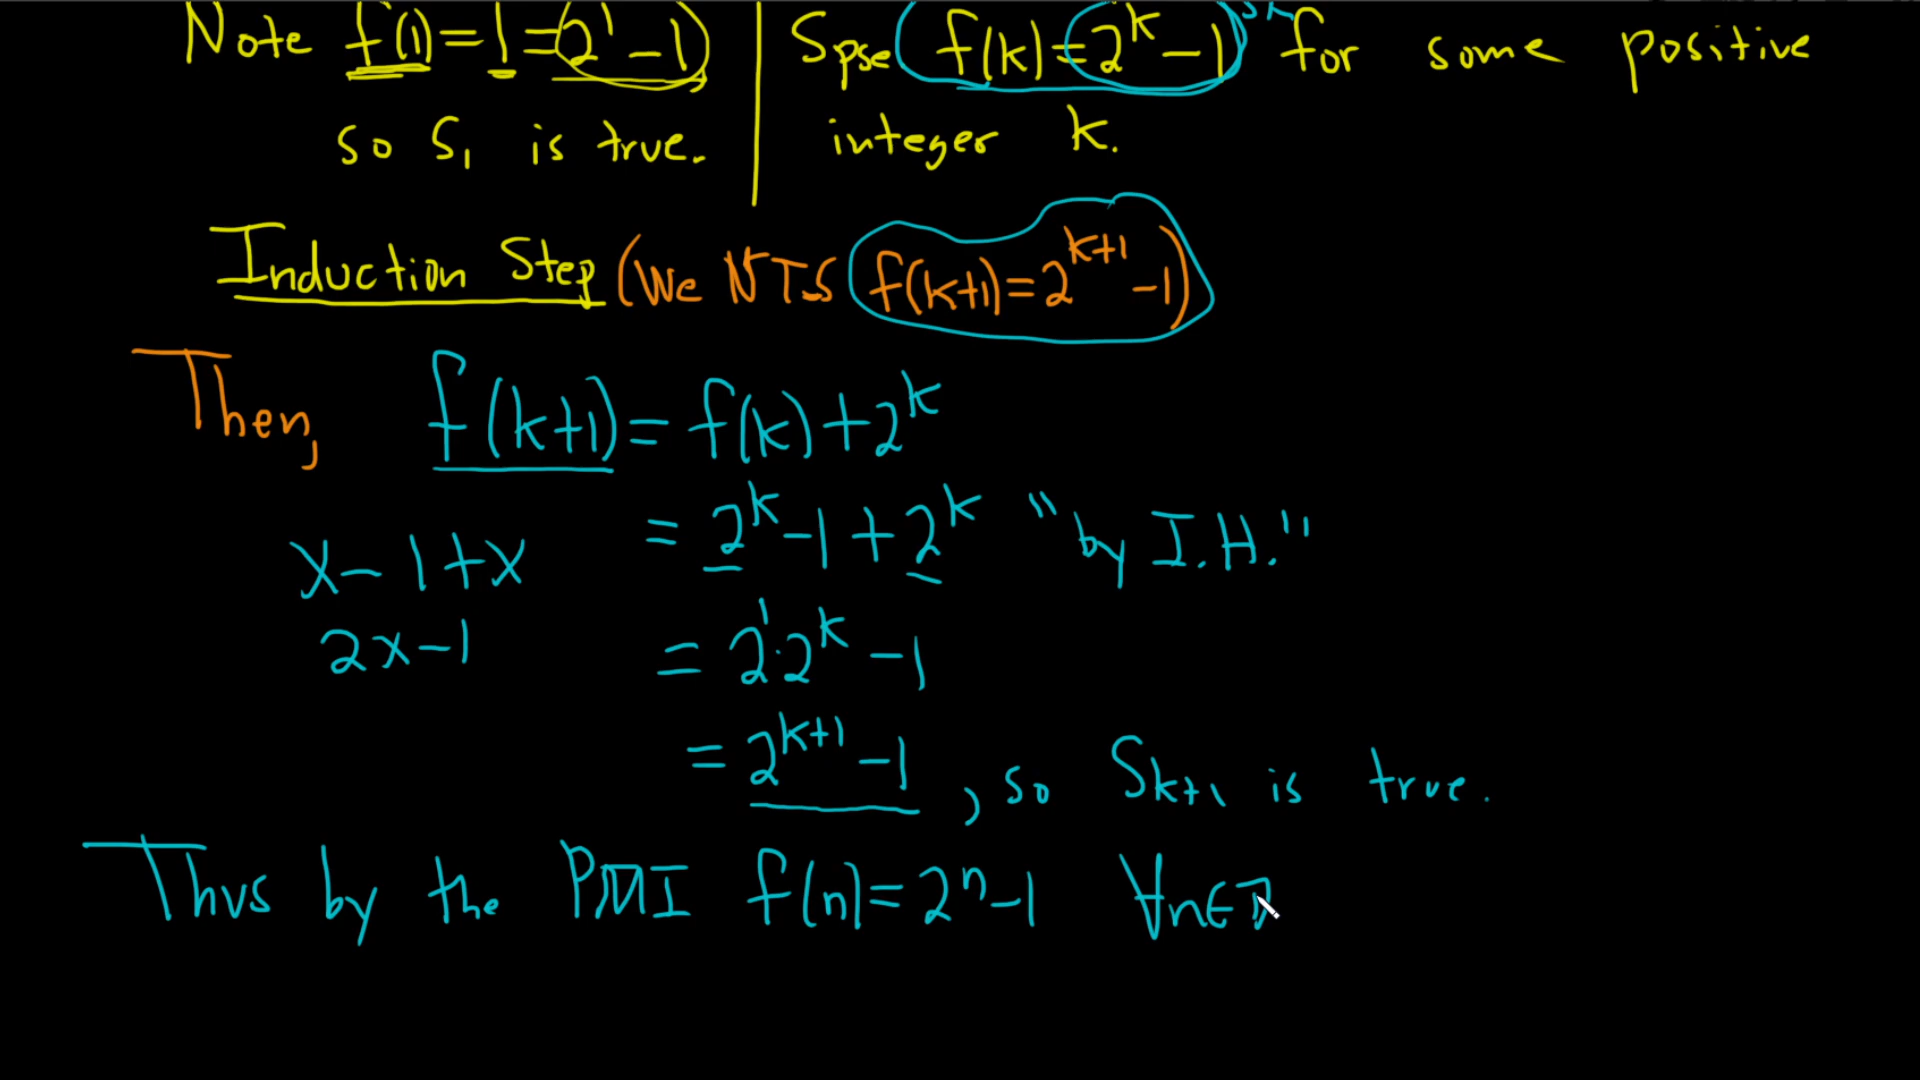 Note f(1)=1=2¹-1
so S₁ is true.
Spse f(k)=2ᵏ-1 Sₖ for some positive
integer k.
Induction Step (We NTS f(k+1)=2ᵏ⁺¹-1)
Then, f(k+1)=f(k)+2ᵏ
=2ᵏ-1+2ᵏ "by I.H."
x-1+x
2x-1
=2¹·2ᵏ-1
=2ᵏ⁺¹-1, so Sₖ₊₁ is true.
Thus by the PMI f(n)=2ⁿ-1 ∀n∈